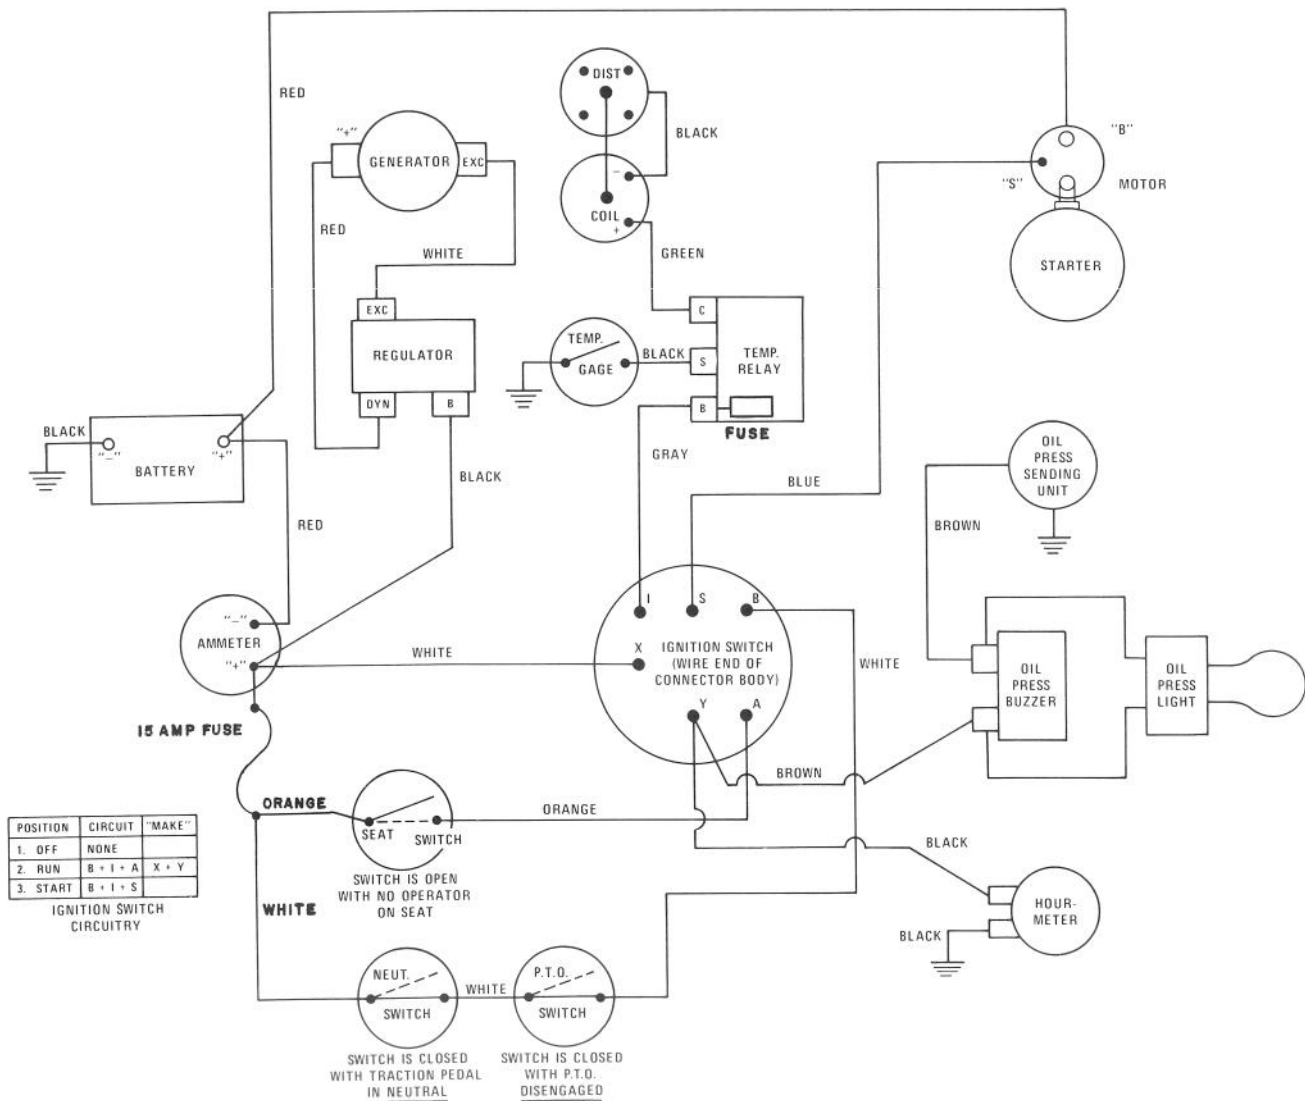 DIST
RED
BLACK
"+"
GENERATOR
EXC
"B"
"S"
MOTOR
COIL
–
+
RED
WHITE
GREEN
STARTER
EXC
REGULATOR
DYN
B
TEMP.
GAGE
BLACK
C
S
B
TEMP.
RELAY
FUSE
BLACK
"–"
"+"
BATTERY
GRAY
BLACK
BLUE
RED
OIL
PRESS
SENDING
UNIT
BROWN
"–"
AMMETER
"+"
WHITE
I
S
B
X
IGNITION SWITCH
(WIRE END OF
CONNECTOR BODY)
Y
A
WHITE
OIL
PRESS
BUZZER
OIL
PRESS
LIGHT
15 AMP FUSE
BROWN
ORANGE
SEAT
SWITCH
ORANGE
SWITCH IS OPEN
WITH NO OPERATOR
ON SEAT
BLACK
POSITION CIRCUIT "MAKE"
1. OFF NONE
2. RUN B + I + A X + Y
3. START B + I + S
IGNITION SWITCH
CIRCUITRY
WHITE
HOUR-
METER
BLACK
NEUT.
SWITCH
WHITE
P.T.O.
SWITCH
SWITCH IS CLOSED
WITH TRACTION PEDAL
IN NEUTRAL
SWITCH IS CLOSED
WITH P.T.O.
DISENGAGED